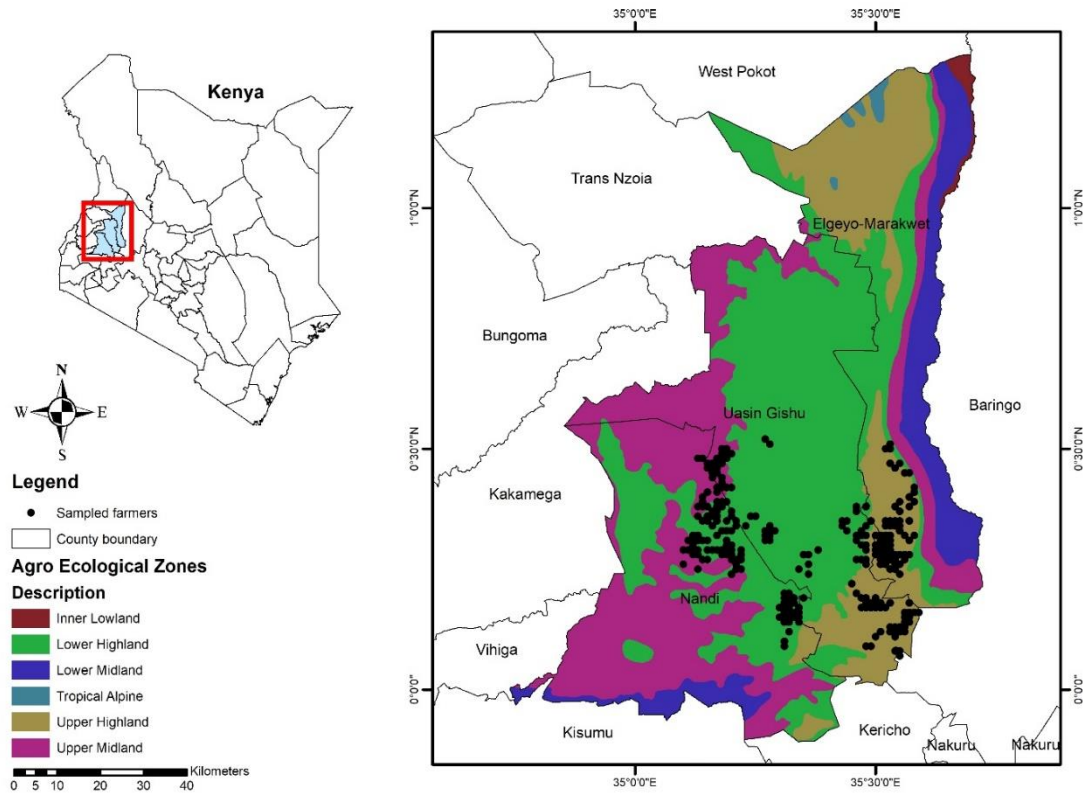 Kenya
N
W E
S
Legend
Sampled farmers
County boundary
Agro Ecological Zones
Description
Inner Lowland
Lower Highland
Lower Midland
Tropical Alpine
Upper Highland
Upper Midland
Kilometers
0 5 10 20 30 40
35°0'0"E 35°30'0"E
West Pokot
Trans Nzoia
1°0'0"N
Elgeyo-Marakwet
1°0'0"N
Bungoma
Uasin Gishu
Baringo
0°30'0"N
0°30'0"N
Kakamega
Nandi
Vihiga
0°0'0"
0°0'0"
Kisumu
Kericho
Nakuru
Nakuru
35°0'0"E 35°30'0"E